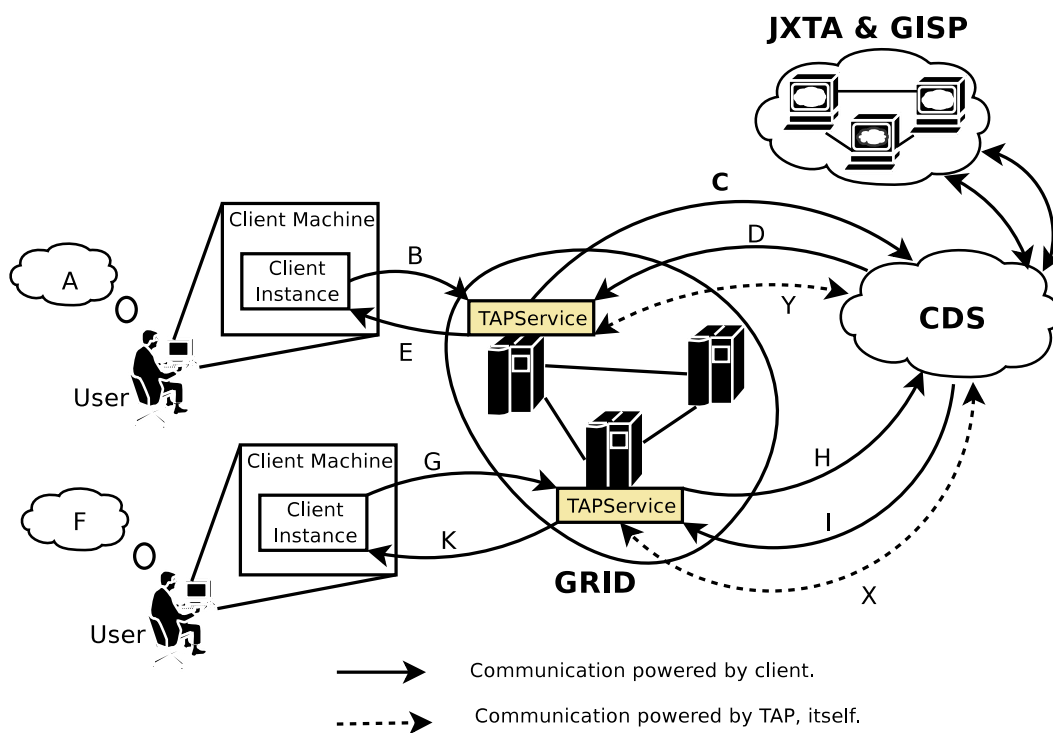 JXTA & GISP
C
Client Machine
D
B
A
Client
Instance
TAPService
Y
CDS
E
User
Client Machine
G
H
F
Client
Instance
TAPService
I
K
GRID
X
User
Communication powered by client.
Communication powered by TAP, itself.